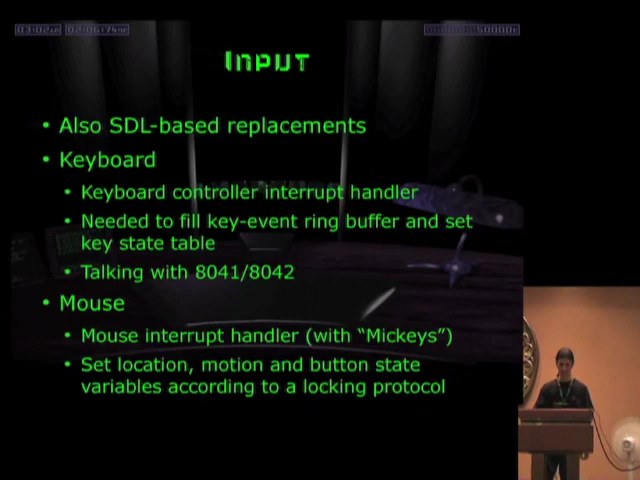 INPUT
• Also SDL-based replacements
• Keyboard
• Keyboard controller interrupt handler
• Needed to fill key-event ring buffer and set
key state table
• Talking with 8041/8042
• Mouse
• Mouse interrupt handler (with “Mickeys”)
• Set location, motion and button state
variables according to a locking protocol